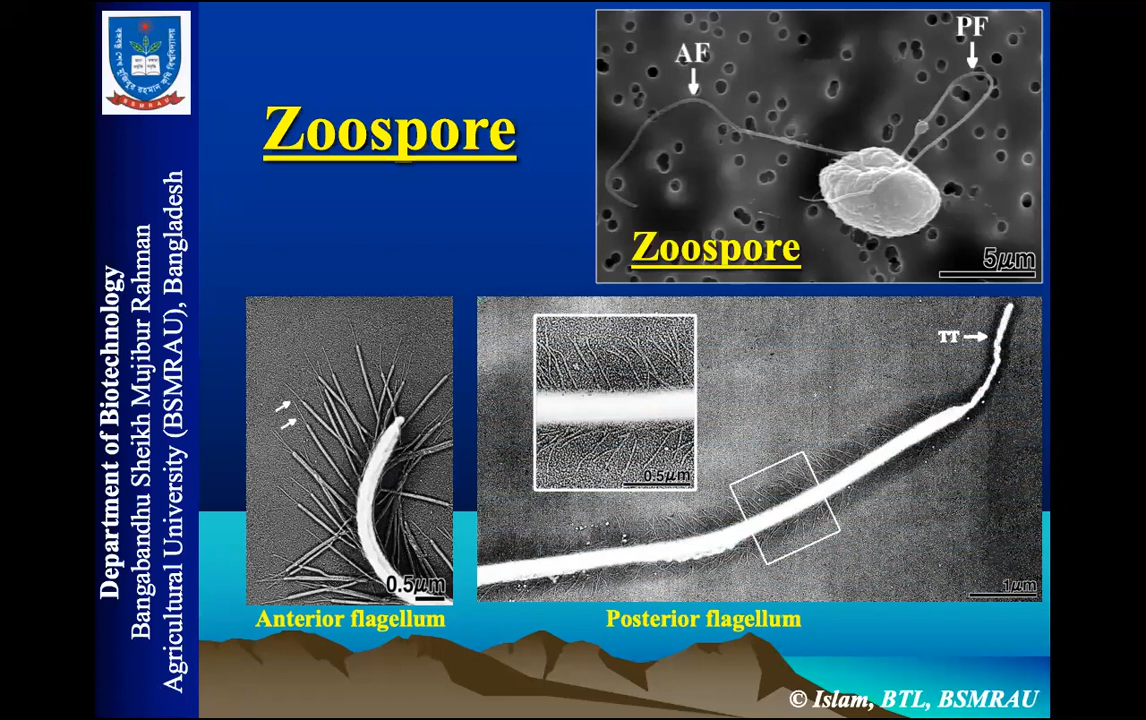 Zoospore
AF
PF
Zoospore
5μm
0.5μm
Anterior flagellum
0.5μm
TT
1μm
Posterior flagellum
Department of Biotechnology
Bangabandhu Sheikh Mujibur Rahman
Agricultural University (BSMRAU), Bangladesh
BSMRAU
© Islam, BTL, BSMRAU